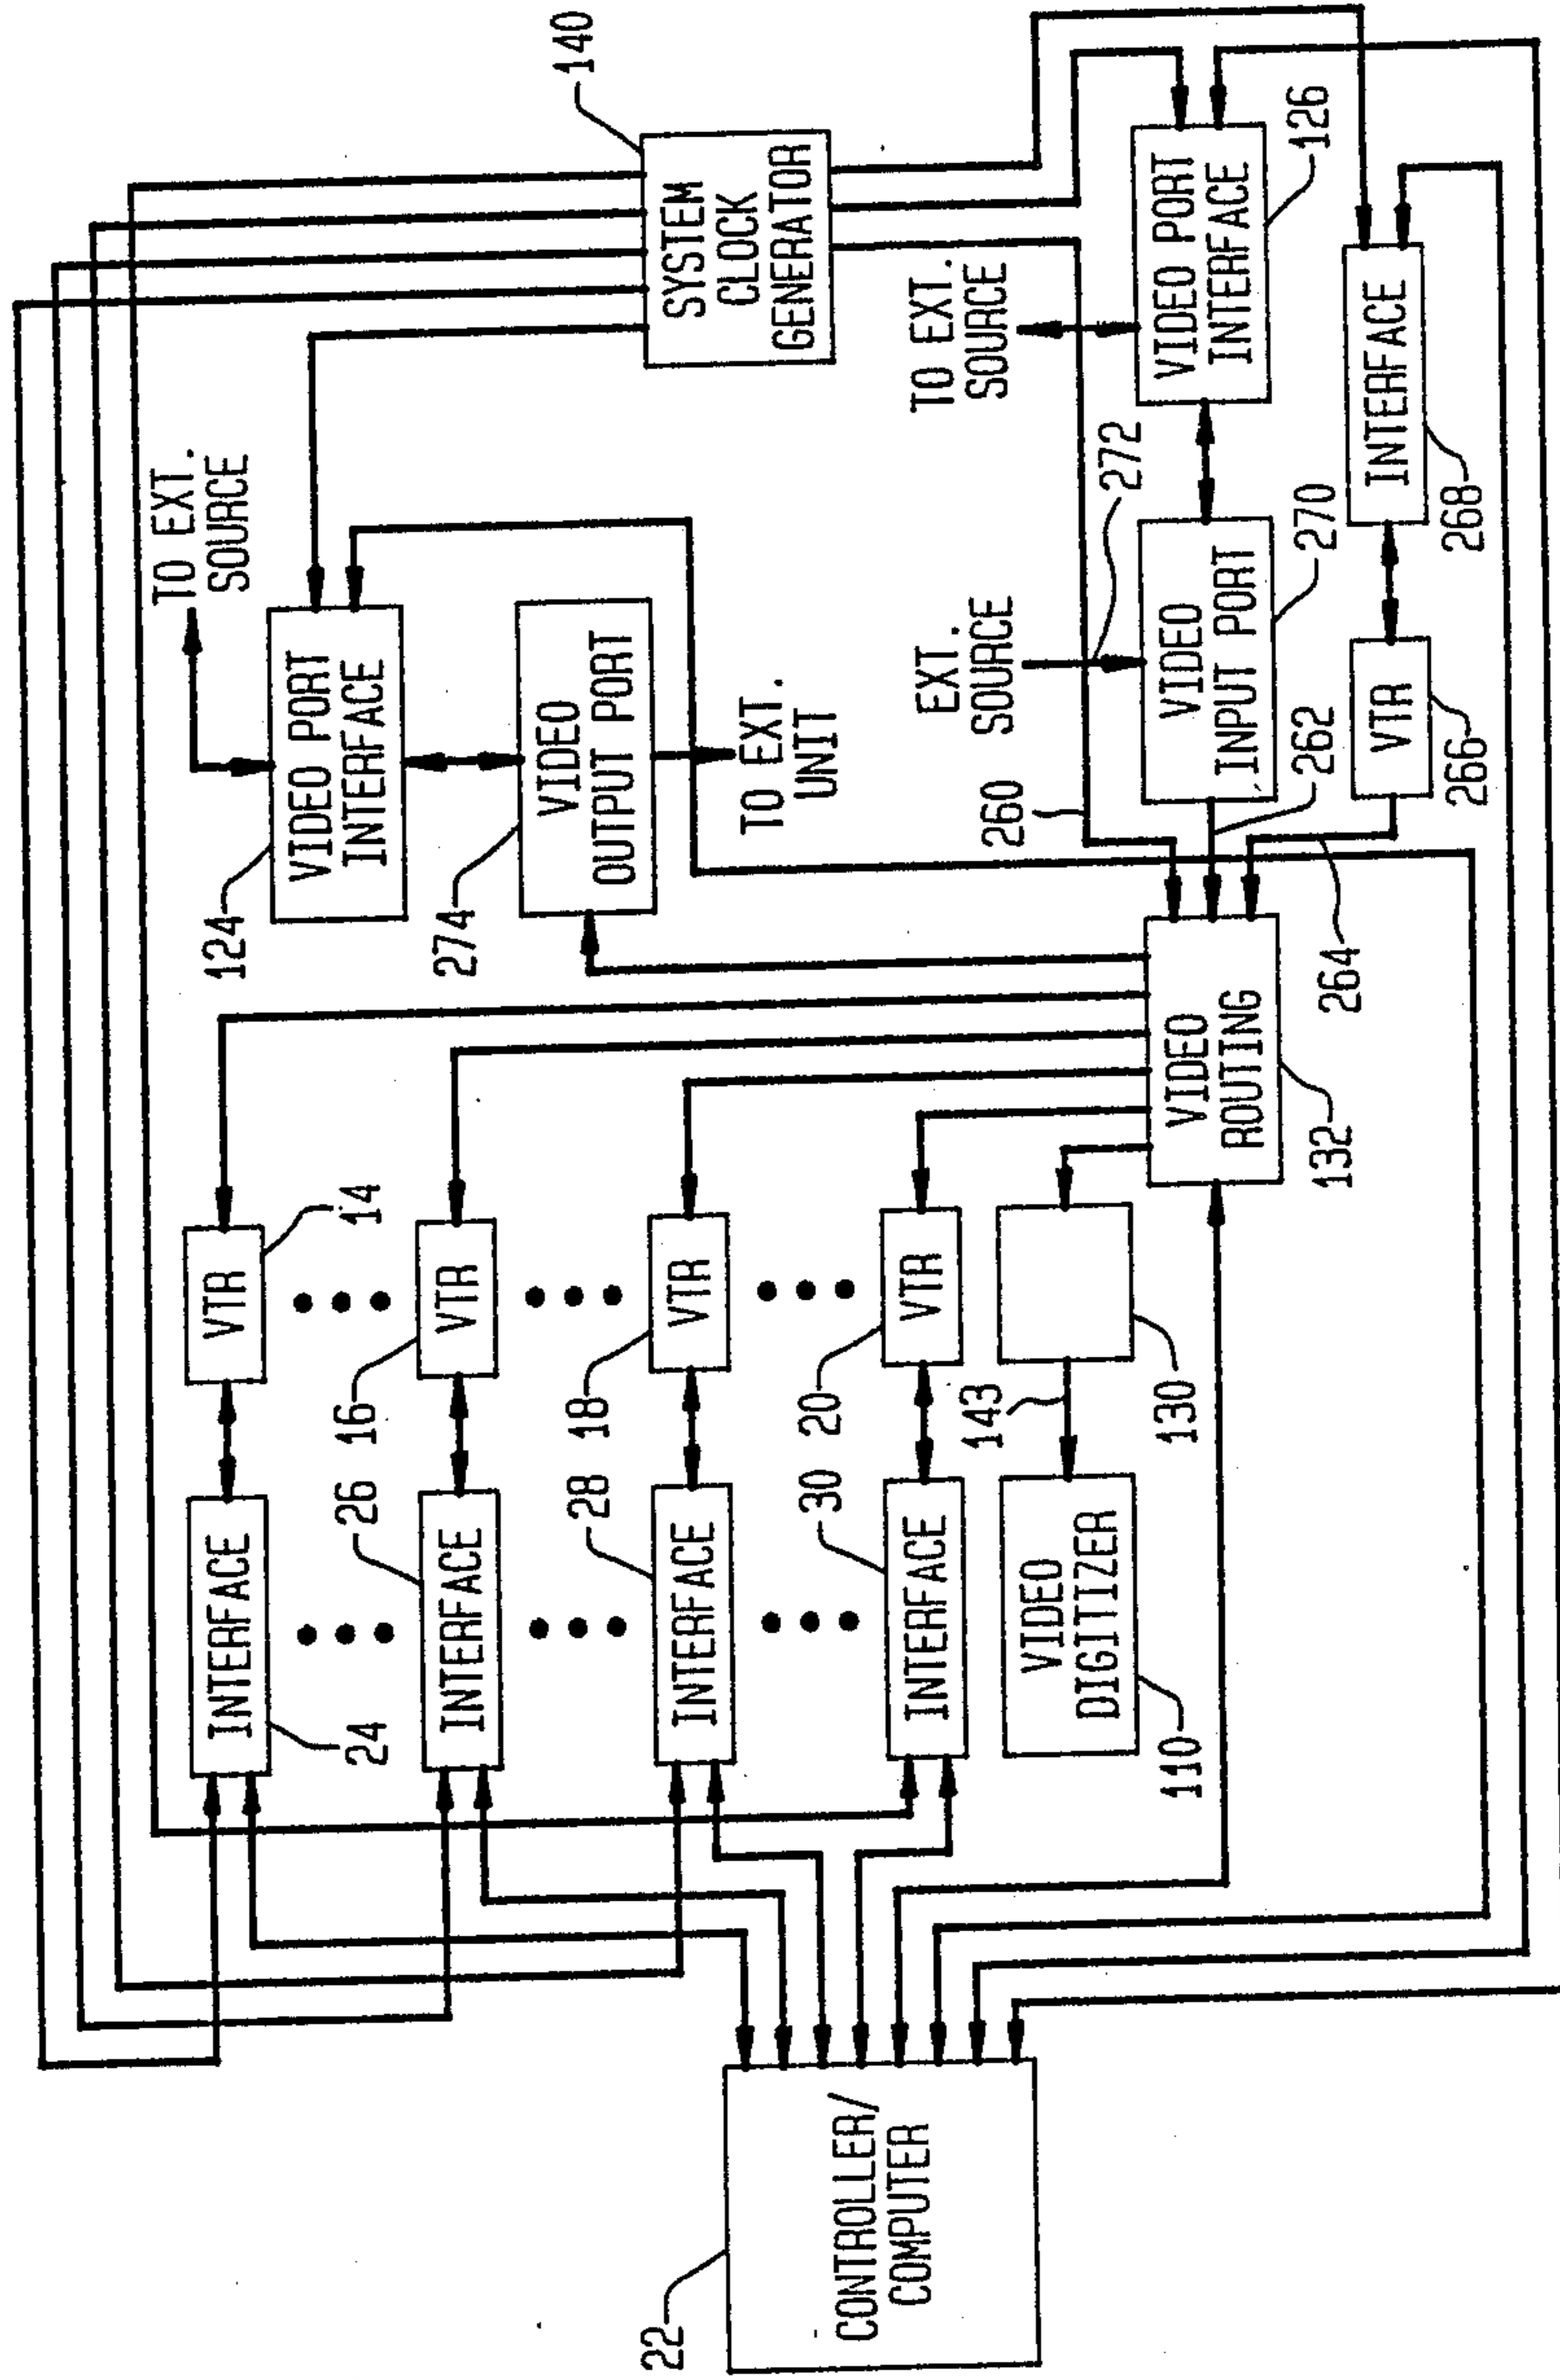 22
CONTROLLER/
COMPUTER
INTERFACE
24
VTR
14
26
INTERFACE
16
VTR
28
INTERFACE
18
VTR
30
INTERFACE
20
VTR
VIDEO
DIGITIZER
110
143
130
VIDEO
ROUTING
132
124
VIDEO PORT
INTERFACE
TO EXT.
SOURCE
274
VIDEO
OUTPUT PORT
TO EXT.
UNIT
SYSTEM
CLOCK
GENERATOR
140
260
EXT.
SOURCE
272
TO EXT.
SOURCE
VIDEO
INPUT PORT
270
262
VIDEO PORT
INTERFACE
126
264
VTR
266
INTERFACE
268